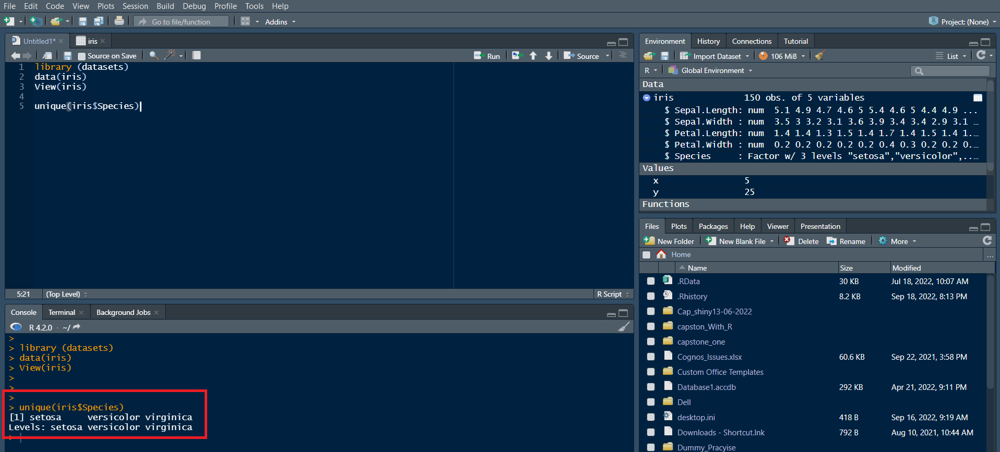 File Edit Code View Plots Session Build Debug Profile Tools Help
Go to file/function Addins Project: (None)
Untitled1* iris
Source on Save Run Source
1 library (datasets)
2 data(iris)
3 View(iris)
4
5 unique(iris$Species)
5:21 (Top Level) R Script
Console Terminal Background Jobs
R 4.2.0 · ~/
>
> library (datasets)
> data(iris)
> View(iris)
>
>
>
> unique(iris$Species)
[1] setosa     versicolor virginica
Levels: setosa versicolor virginica
>
Environment History Connections Tutorial
Import Dataset 106 MiB List
R Global Environment
Data
iris 150 obs. of 5 variables
$ Sepal.Length: num 5.1 4.9 4.7 4.6 5 5.4 4.6 5 4.4 4.9 ...
$ Sepal.Width : num 3.5 3 3.2 3.1 3.6 3.9 3.4 3.4 2.9 3.1 …
$ Petal.Length: num 1.4 1.4 1.3 1.5 1.4 1.7 1.4 1.5 1.4 1.…
$ Petal.Width : num 0.2 0.2 0.2 0.2 0.2 0.4 0.3 0.2 0.2 0.…
$ Species : Factor w/ 3 levels "setosa","versicolor",..…
Values
x 5
y 25
Functions
Files Plots Packages Help Viewer Presentation
New Folder New Blank File Delete Rename More
Home ...
Name Size Modified
.RData 30 KB Jul 18, 2022, 10:07 AM
.Rhistory 8.2 KB Sep 18, 2022, 8:13 PM
Cap_shiny13-06-2022
capston_With_R
capstone_one
Cognos_Issues.xlsx 60.6 KB Sep 22, 2021, 3:58 PM
Custom Office Templates
Database1.accdb 292 KB Apr 21, 2022, 9:11 PM
Dell
desktop.ini 418 B Sep 16, 2022, 9:19 AM
Downloads - Shortcut.lnk 792 B Aug 10, 2021, 10:44 AM
Dummy_Pracyise